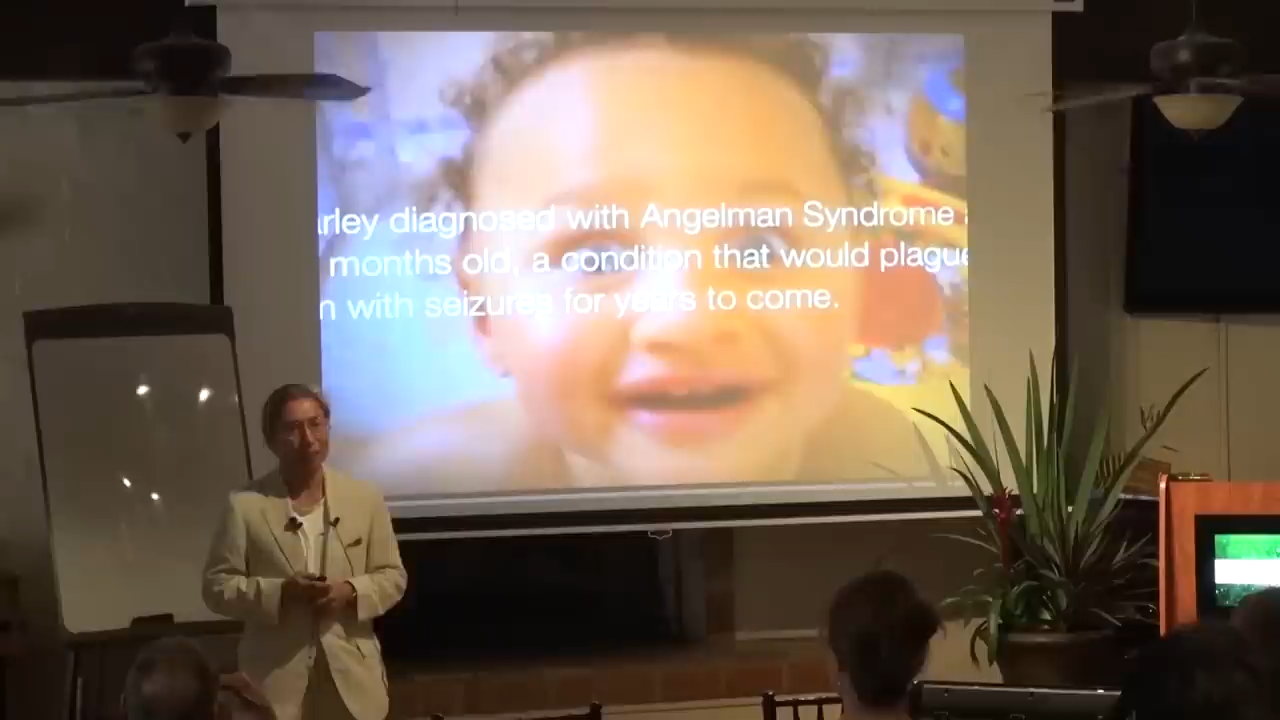 arley diagnosed with Angelman Syndrome
months old, a condition that would plague
n with seizures for years to come.